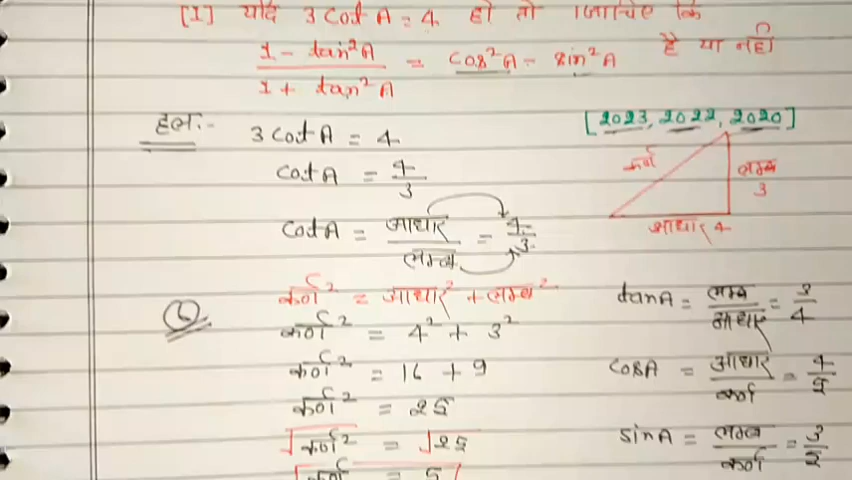 [1] यदि 3 Cot A = 4 हो तो जांचिए कि
1 - tan²A / 1 + tan²A = Cos²A - sin²A है या नहीं
[2023, 2022, 2020]
हल:-
3 Cot A = 4
Cot A = 4/3
Cot A = आधार/लम्ब = 4/3
कर्ण
लम्ब 3
आधार 4
6
कर्ण² = आधार² + लम्ब²
कर्ण² = 4² + 3²
कर्ण² = 16 + 9
कर्ण² = 25
√कर्ण² = √25
कर्ण = 5
tan A = लम्ब/आधार = 3/4
Cos A = आधार/कर्ण = 4/5
sin A = लम्ब/कर्ण = 3/5